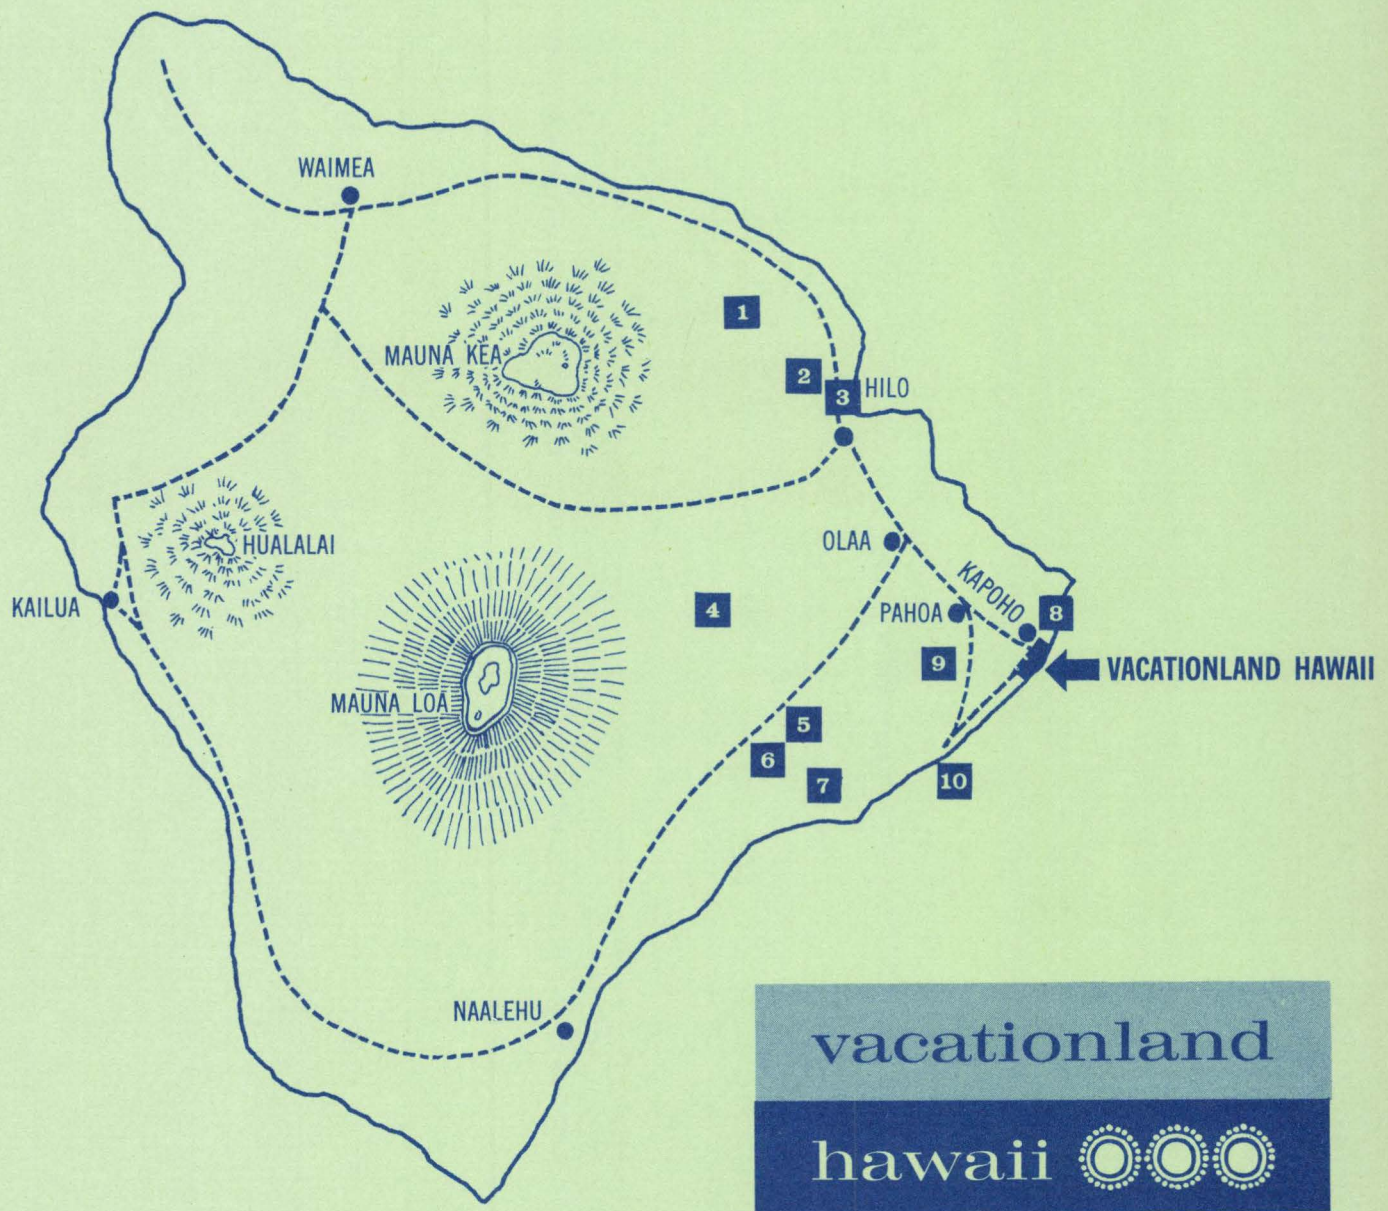 WAIMEA
1
MAUNA KEA
2
3
HILO
HUALALAI
OLAA
KAPOHO
KAILUA
4
PAHOA
8
9
VACATIONLAND HAWAII
MAUNA LOA
5
6
7
10
NAALEHU
vacationland
hawaii